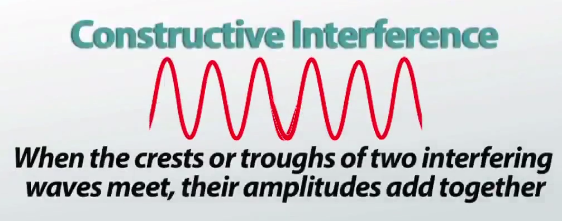 Constructive Interference
When the crests or troughs of two interfering
waves meet, their amplitudes add together